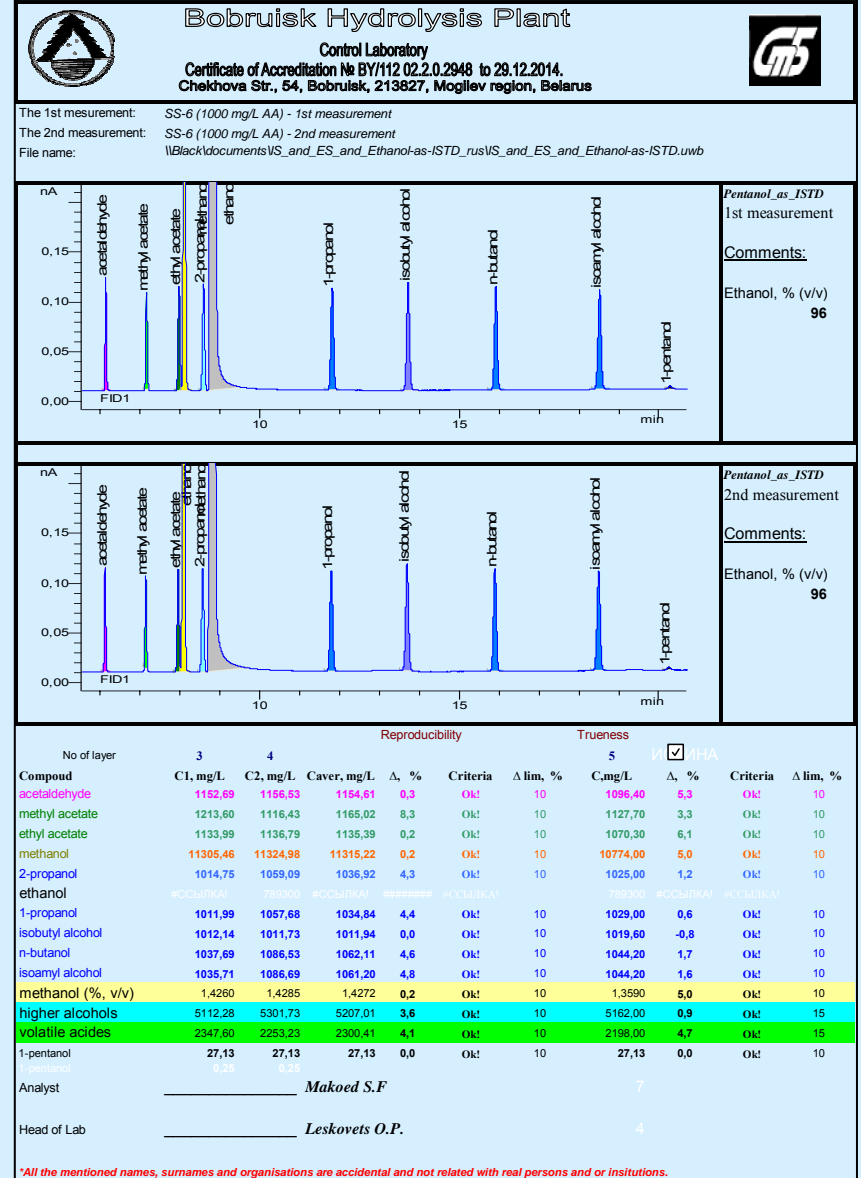 Bobruisk Hydrolysis Plant
Control Laboratory
Certificate of Accreditation № BY/112 02.2.0.2948 to 29.12.2014.
Chekhova Str., 54, Bobruisk, 213827, Mogilev region, Belarus
The 1st mesurement: SS-6 (1000 mg/L AA) - 1st measurement
The 2nd measurement: SS-6 (1000 mg/L AA) - 2nd measurement
File name: \\Black\documents\IS_and_ES_and_Ethanol-as-ISTD_rus\IS_and_ES_and_Ethanol-as-ISTD.uwb
nA
0,15
0,10
0,05
0,00
FID1
acetaldehyde
methyl acetate
ethyl acetate
2-propanol
methanol
ethanol
1-propanol
isobutyl alcohol
n-butanol
isoamyl alcohol
1-pentanol
10 15 min
Pentanol_as_ISTD
1st measurement
Comments:
Ethanol, % (v/v)
96
nA
0,15
0,10
0,05
0,00
FID1
acetaldehyde
methyl acetate
ethyl acetate
2-propanol
methanol
ethanol
1-propanol
isobutyl alcohol
n-butanol
isoamyl alcohol
1-pentanol
10 15 min
Pentanol_as_ISTD
2nd measurement
Comments:
Ethanol, % (v/v)
96
Reproducibility Trueness
No of layer 3 4 5
Compoud C1, mg/L C2, mg/L Caver, mg/L Δ, % Criteria Δ lim, % C,mg/L Δ, % Criteria Δ lim, %
acetaldehyde 1152,69 1156,53 1154,61 0,3 Ok! 10 1096,40 5,3 Ok! 10
methyl acetate 1213,60 1116,43 1165,02 8,3 Ok! 10 1127,70 3,3 Ok! 10
ethyl acetate 1133,99 1136,79 1135,39 0,2 Ok! 10 1070,30 6,1 Ok! 10
methanol 11305,46 11324,98 11315,22 0,2 Ok! 10 10774,00 5,0 Ok! 10
2-propanol 1014,75 1059,09 1036,92 4,3 Ok! 10 1025,00 1,2 Ok! 10
ethanol #ССЫЛКА! 789300 #ССЫЛКА! ######## #ССЫЛКА! 789300 #ССЫЛКА! #ССЫЛКА!
1-propanol 1011,99 1057,68 1034,84 4,4 Ok! 10 1029,00 0,6 Ok! 10
isobutyl alcohol 1012,14 1011,73 1011,94 0,0 Ok! 10 1019,60 -0,8 Ok! 10
n-butanol 1037,69 1086,53 1062,11 4,6 Ok! 10 1044,20 1,7 Ok! 10
isoamyl alcohol 1035,71 1086,69 1061,20 4,8 Ok! 10 1044,20 1,6 Ok! 10
methanol (%, v/v) 1,4260 1,4285 1,4272 0,2 Ok! 10 1,3590 5,0 Ok! 10
higher alcohols 5112,28 5301,73 5207,01 3,6 Ok! 10 5162,00 0,9 Ok! 15
volatile acides 2347,60 2253,23 2300,41 4,1 Ok! 10 2198,00 4,7 Ok! 15
1-pentanol 27,13 27,13 27,13 0,0 Ok! 10 27,13 0,0 Ok! 10
1-pentanol 0,25 0,25
Analyst Makoed S.F 7
Head of Lab Leskovets O.P. 4
*All the mentioned names, surnames and organisations are accidental and not related with real persons and or insitutions.